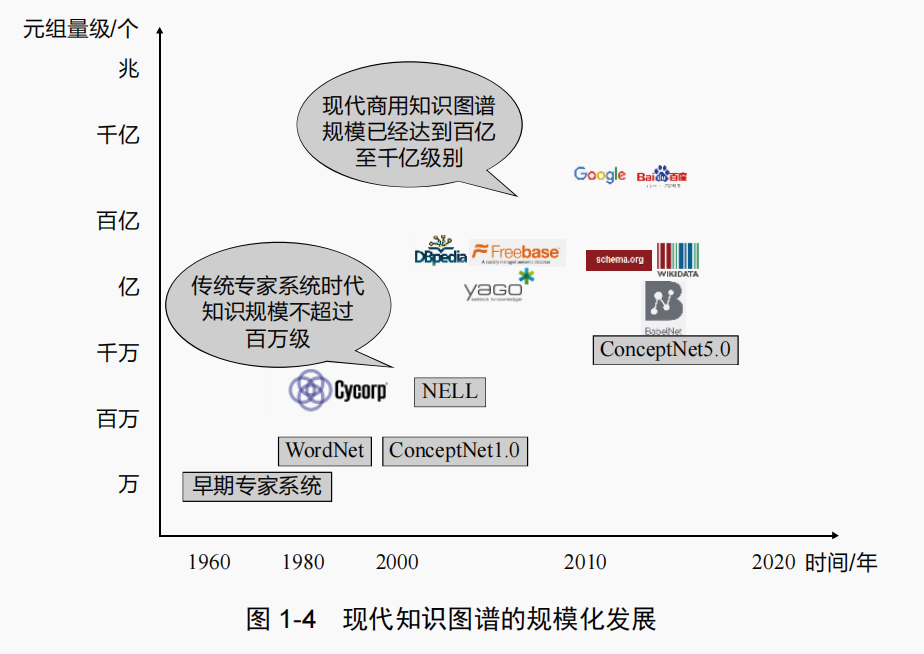 元组量级/个
兆
千亿
百亿
亿
千万
百万
万
现代商用知识图谱
规模已经达到百亿
至千亿级别
Google
Bai百度
DBpedia
Freebase
schema.org
WIKIDATA
传统专家系统时代
知识规模不超过
百万级
yago
BabelNet
ConceptNet5.0
Cycorp
NELL
WordNet
ConceptNet1.0
早期专家系统
1960 1980 2000 2010 2020 时间/年
图 1-4 现代知识图谱的规模化发展